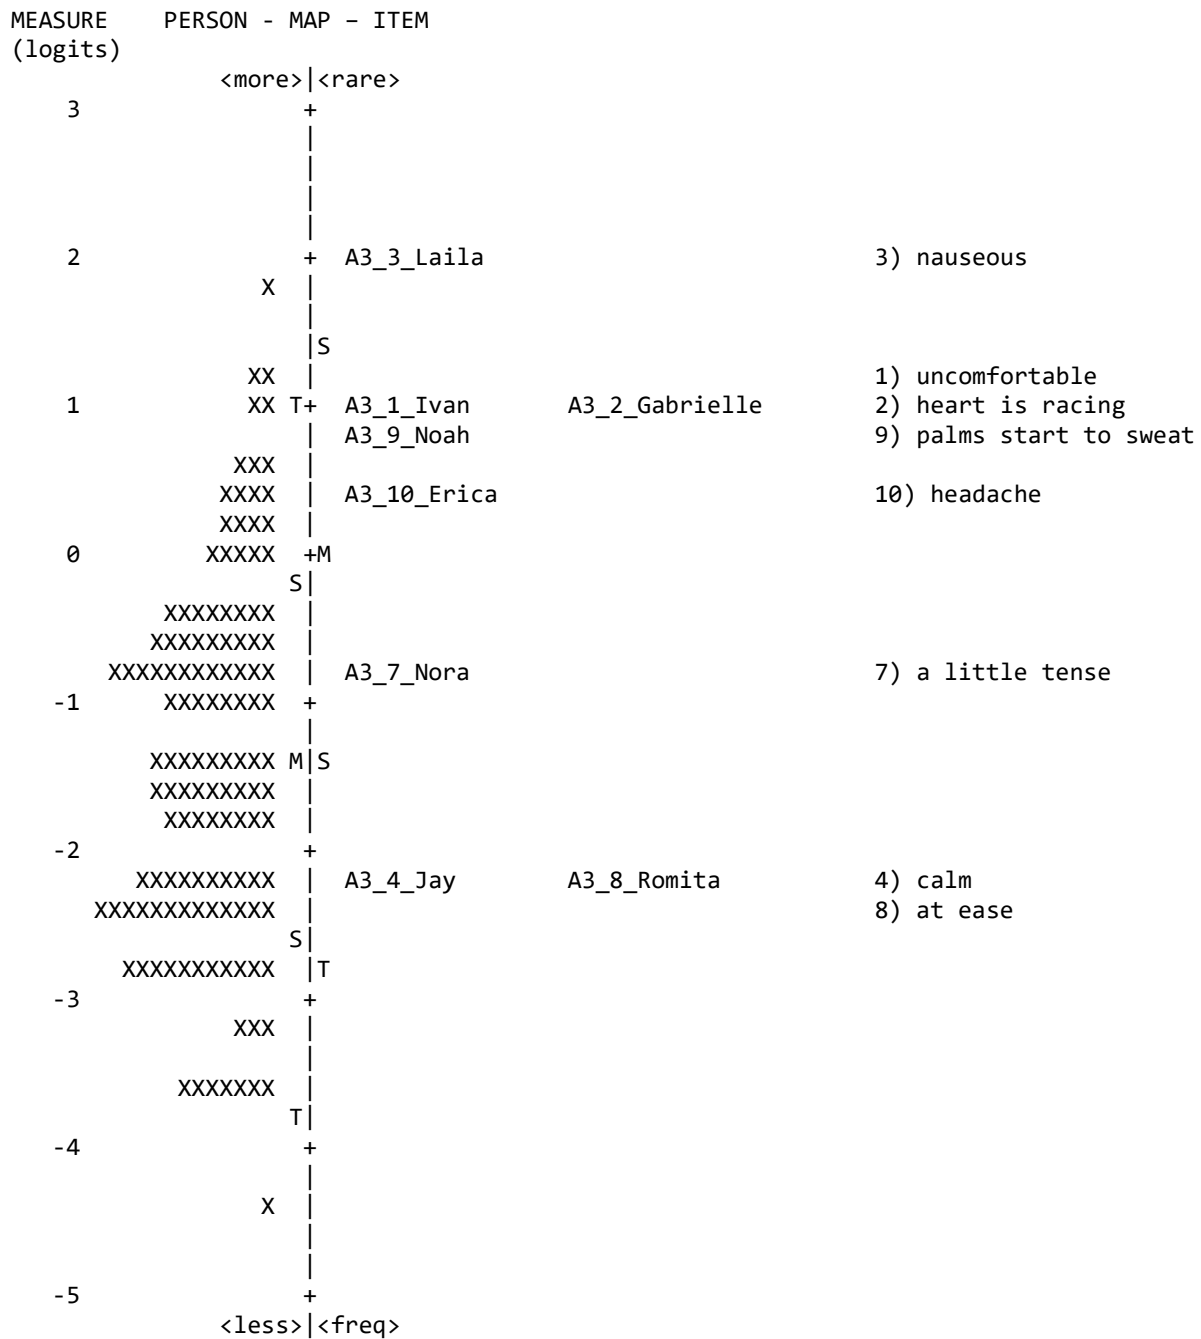 MEASURE    PERSON - MAP – ITEM
(logits)
               <more>|<rare>
    3                +
                     |
                     |
                     |
                     |
    2                +  A3_3_Laila                            3) nauseous
                  X  |
                     |
                     |S
                 XX  |                                        1) uncomfortable
    1            XX T+  A3_1_Ivan       A3_2_Gabrielle        2) heart is racing
                     |  A3_9_Noah                             9) palms start to sweat
                XXX  |
               XXXX  |  A3_10_Erica                           10) headache
               XXXX  |
    0         XXXXX  +M
                    S|
           XXXXXXXX  |
          XXXXXXXXX  |
       XXXXXXXXXXXX  |  A3_7_Nora                             7) a little tense
   -1      XXXXXXXX  +
                     |
          XXXXXXXXX M|S
          XXXXXXXXX  |
           XXXXXXXX  |
   -2                +
         XXXXXXXXXX  |  A3_4_Jay        A3_8_Romita           4) calm
      XXXXXXXXXXXXX  |                                        8) at ease
                    S|
        XXXXXXXXXXX  |T
   -3                +
                XXX  |
                     |
            XXXXXXX  |
                    T|
   -4                +
                     |
                  X  |
                     |
                     |
   -5                +
               <less>|<freq>